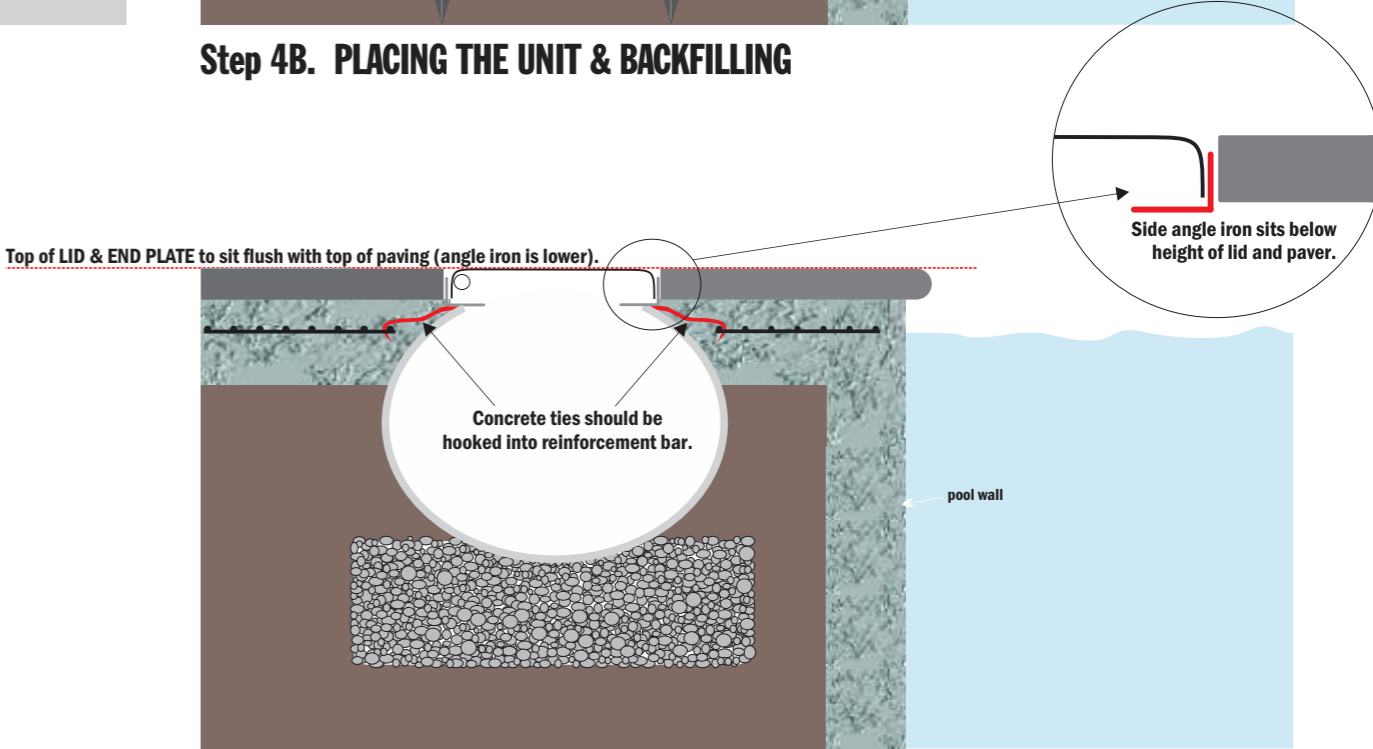 Step 4B. PLACING THE UNIT & BACKFILLING
Side angle iron sits below
height of lid and paver.
Top of LID & END PLATE to sit flush with top of paving (angle iron is lower).
Concrete ties should be
hooked into reinforcement bar.
pool wall